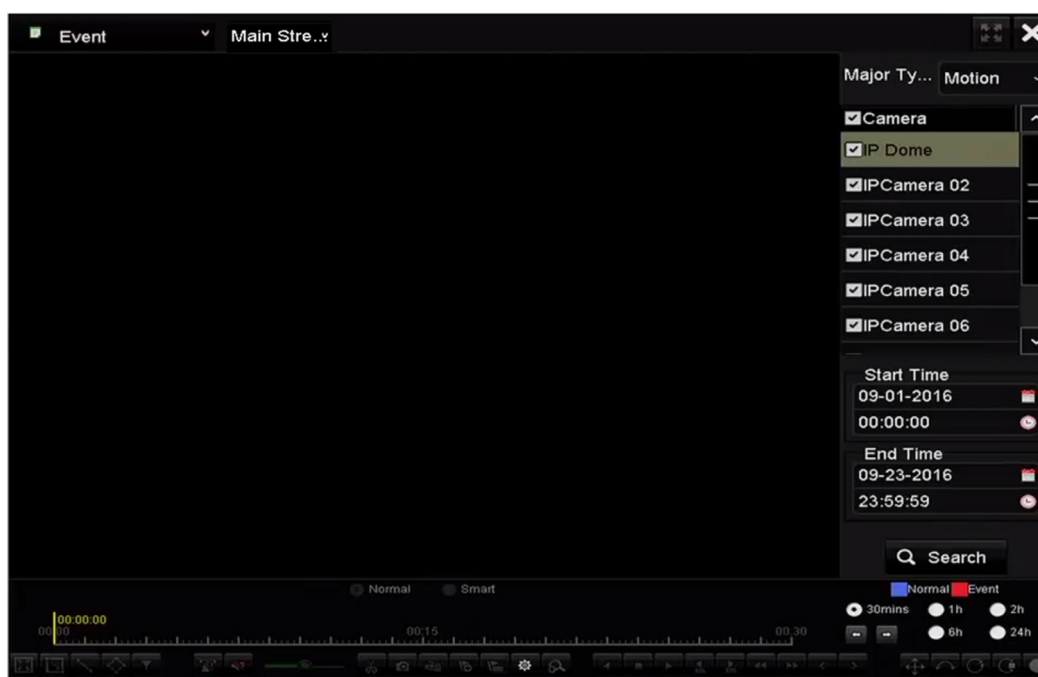 Event
Main Stre..
Major Ty... Motion
Camera
IP Dome
IPCamera 02
IPCamera 03
IPCamera 04
IPCamera 05
IPCamera 06
Start Time
09-01-2016
00:00:00
End Time
09-23-2016
23:59:59
Search
Normal Smart
Normal Event
00:00:00
00:00 00:15 00:30
30mins 1h 2h
6h 24h